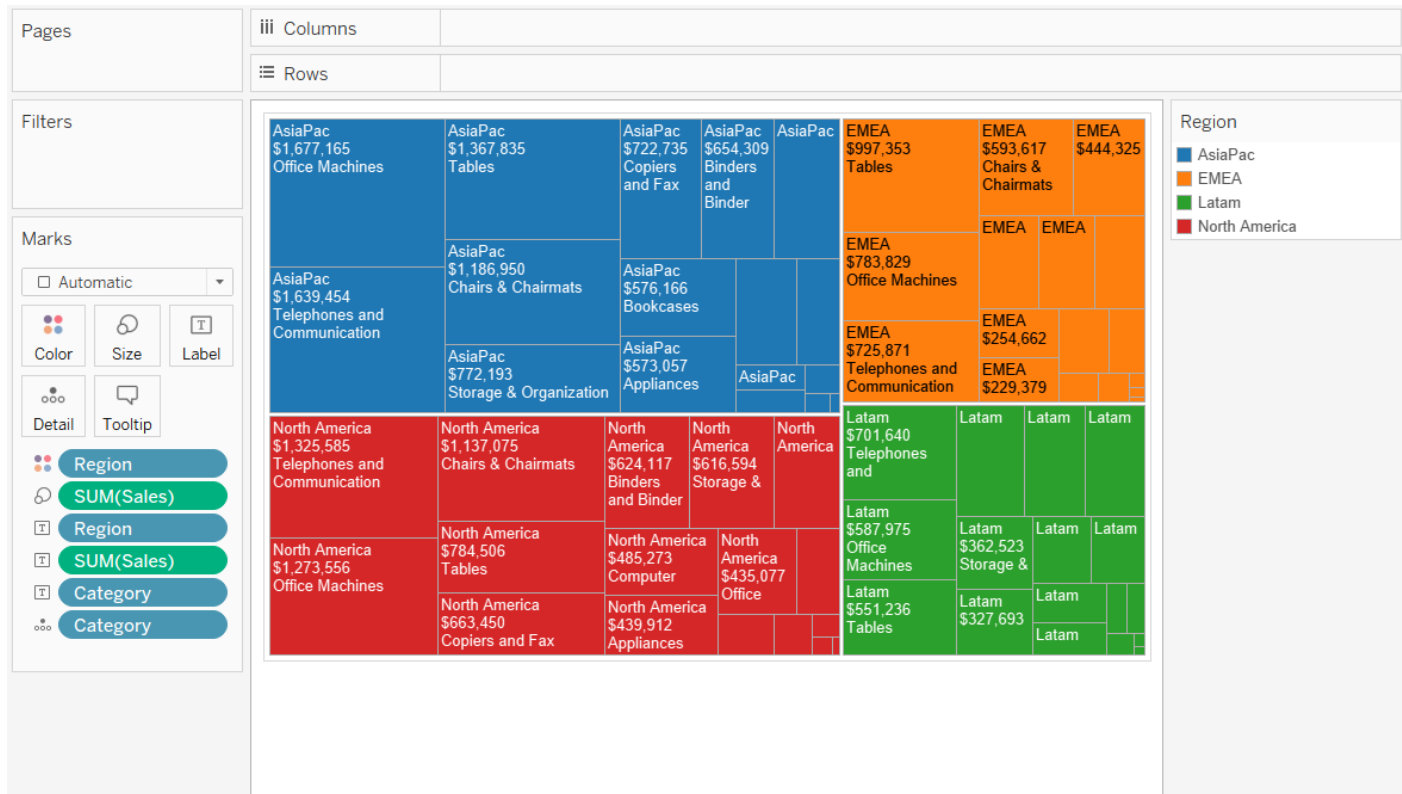 Pages
Columns
Rows
Filters
Marks
Automatic
Color
Size
Label
Detail
Tooltip
Region
SUM(Sales)
Region
SUM(Sales)
Category
Category
AsiaPac
$1,677,165
Office Machines
AsiaPac
$1,639,454
Telephones and
Communication
AsiaPac
$1,367,835
Tables
AsiaPac
$1,186,950
Chairs & Chairmats
AsiaPac
$772,193
Storage & Organization
AsiaPac
$722,735
Copiers
and Fax
AsiaPac
$654,309
Binders
and
Binder
AsiaPac
AsiaPac
$576,166
Bookcases
AsiaPac
$573,057
Appliances
AsiaPac
EMEA
$997,353
Tables
EMEA
$783,829
Office Machines
EMEA
$725,871
Telephones and
Communication
EMEA
$593,617
Chairs &
Chairmats
EMEA
$444,325
EMEA
EMEA
EMEA
$254,662
EMEA
$229,379
North America
$1,325,585
Telephones and
Communication
North America
$1,273,556
Office Machines
North America
$1,137,075
Chairs & Chairmats
North America
$784,506
Tables
North America
$663,450
Copiers and Fax
North
America
$624,117
Binders
and Binder
North
America
$616,594
Storage &
North
America
North America
$485,273
Computer
North America
$439,912
Appliances
North
America
$435,077
Office
Latam
$701,640
Telephones
and
Latam
$587,975
Office
Machines
Latam
$551,236
Tables
Latam
Latam
Latam
Latam
$362,523
Storage &
Latam
$327,693
Latam
Latam
Latam
Latam
Region
AsiaPac
EMEA
Latam
North America